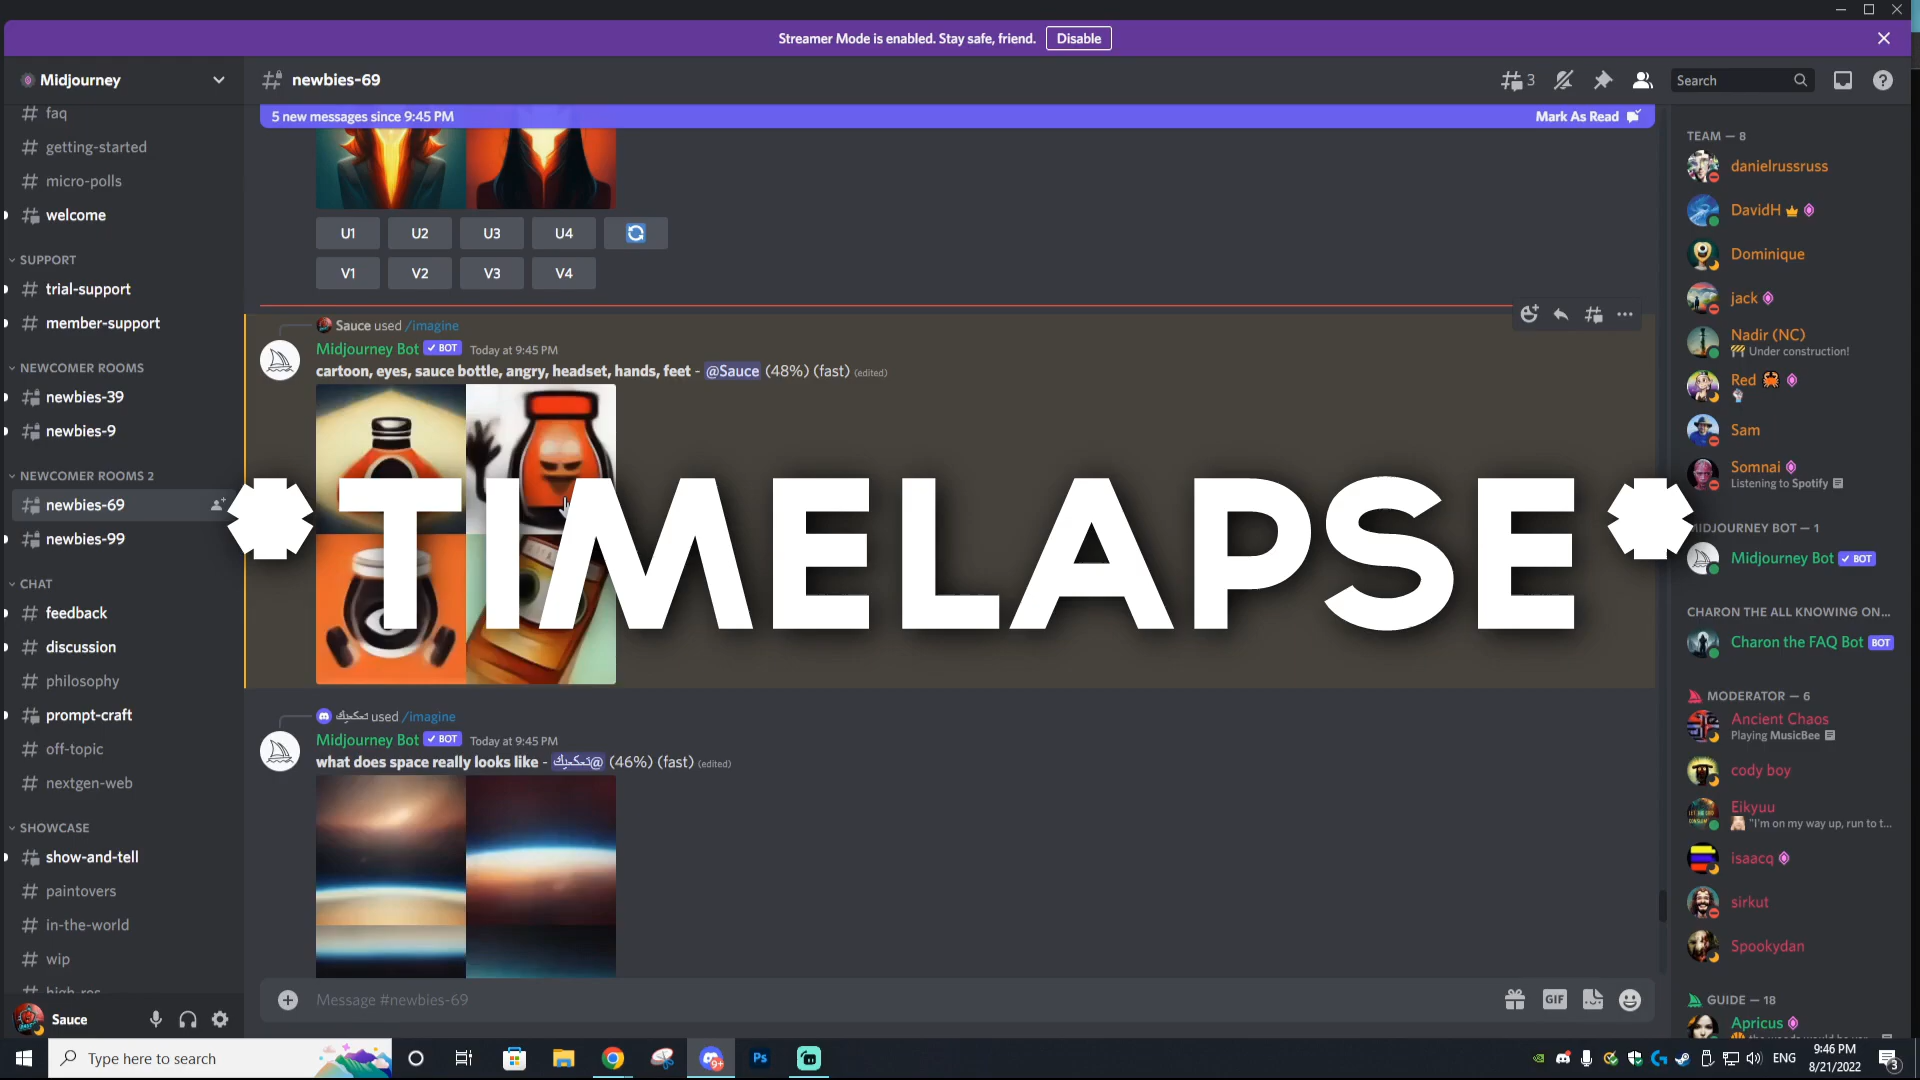 Streamer Mode is enabled. Stay safe, friend.
Disable
Midjourney
faq
getting-started
micro-polls
welcome
SUPPORT
trial-support
member-support
NEWCOMER ROOMS
newbies-39
newbies-9
NEWCOMER ROOMS 2
newbies-69
newbies-99
CHAT
feedback
discussion
philosophy
prompt-craft
off-topic
nextgen-web
SHOWCASE
show-and-tell
paintovers
in-the-world
wip
high-res
Sauce
newbies-69
3
Search
5 new messages since 9:45 PM
Mark As Read
U1 U2 U3 U4
V1 V2 V3 V4
Sauce used /imagine
Midjourney Bot ✓ BOT Today at 9:45 PM
cartoon, eyes, sauce bottle, angry, headset, hands, feet - @Sauce (48%) (fast) (edited)
*TIMELAPSE*
used /imagine
Midjourney Bot ✓ BOT Today at 9:45 PM
what does space really looks like - (46%) (fast) (edited)
Message #newbies-69
GIF
TEAM — 8
danielrussruss
DavidH
Dominique
jack
Nadir (NC)
Under construction!
Red
Sam
Somnai
Listening to Spotify
MIDJOURNEY BOT — 1
Midjourney Bot ✓ BOT
CHARON THE ALL KNOWING ON...
Charon the FAQ Bot BOT
MODERATOR — 6
Ancient Chaos
Playing MusicBee
cody boy
Eikyuu
"I'm on my way up, run to t...
isaacq
sirkut
Spookydan
GUIDE — 18
Apricus
Type here to search
9+
Ps
ENG
9:46 PM
8/21/2022
3